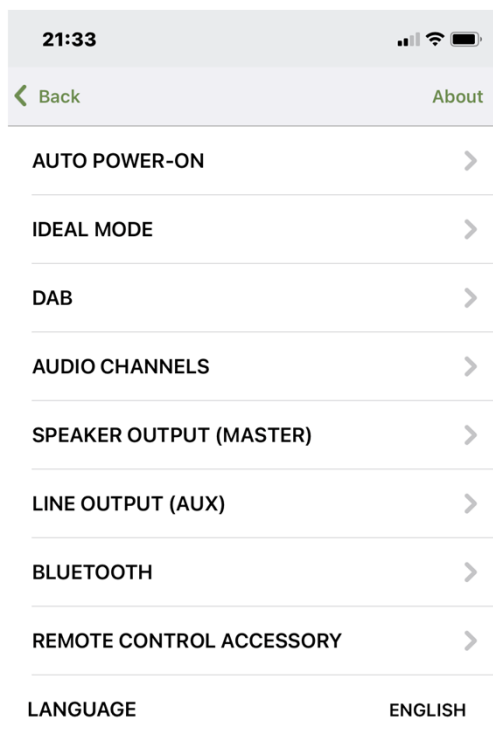 21:33
Back
About
AUTO POWER-ON
IDEAL MODE
DAB
AUDIO CHANNELS
SPEAKER OUTPUT (MASTER)
LINE OUTPUT (AUX)
BLUETOOTH
REMOTE CONTROL ACCESSORY
LANGUAGE ENGLISH